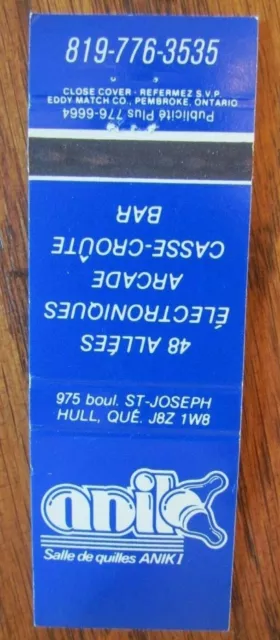 819-776-3535
CLOSE COVER - REFERMEZ S.V.P.
EDDY MATCH CO., PEMBROKE, ONTARIO
Publicité Plus 776-6664
48 ALLÉES
ÉLECTRONIQUES
ARCADE
CASSE-CROÛTE
BAR
975 boul. ST-JOSEPH
HULL, QUÉ. J8Z 1W8
anik
Salle de quilles ANIK I